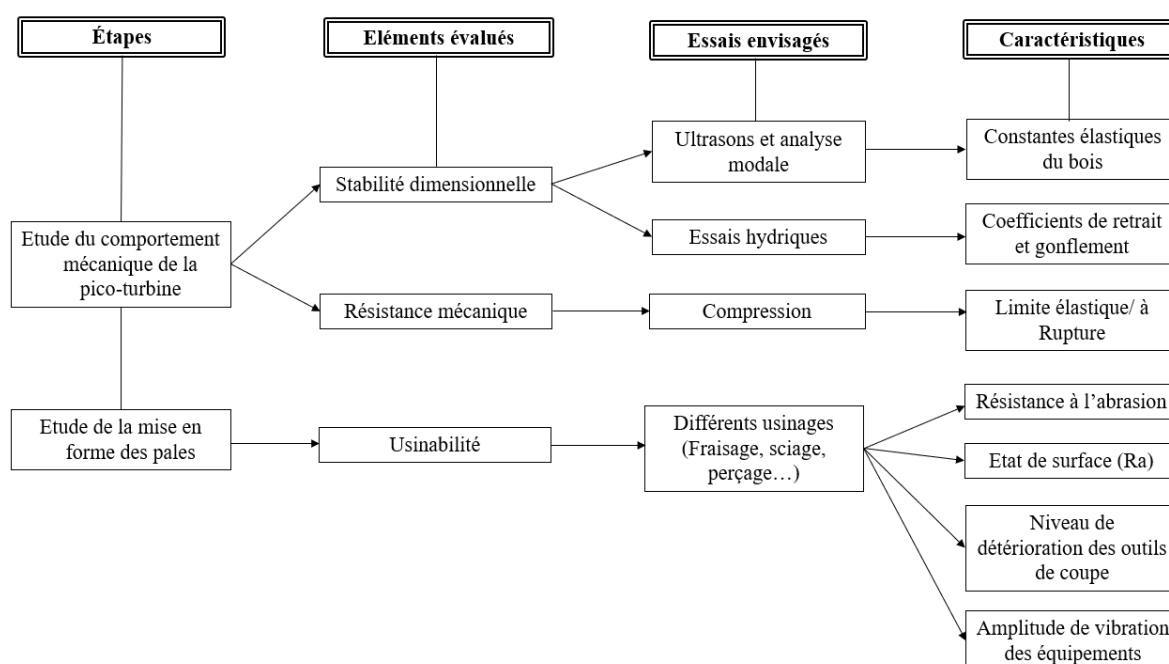 Étapes
Eléments évalués
Essais envisagés
Caractéristiques
Ultrasons et analyse
modale
Constantes élastiques
du bois
Stabilité dimensionnelle
Etude du comportement
mécanique de la
pico-turbine
Essais hydriques
Coefficients de retrait
et gonflement
Résistance mécanique
Compression
Limite élastique/ à
Rupture
Etude de la mise en
forme des pales
Usinabilité
Différents usinages
(Fraisage, sciage,
perçage…)
Résistance à l’abrasion
Etat de surface (Ra)
Niveau de
détérioration des outils
de coupe
Amplitude de vibration
des équipements